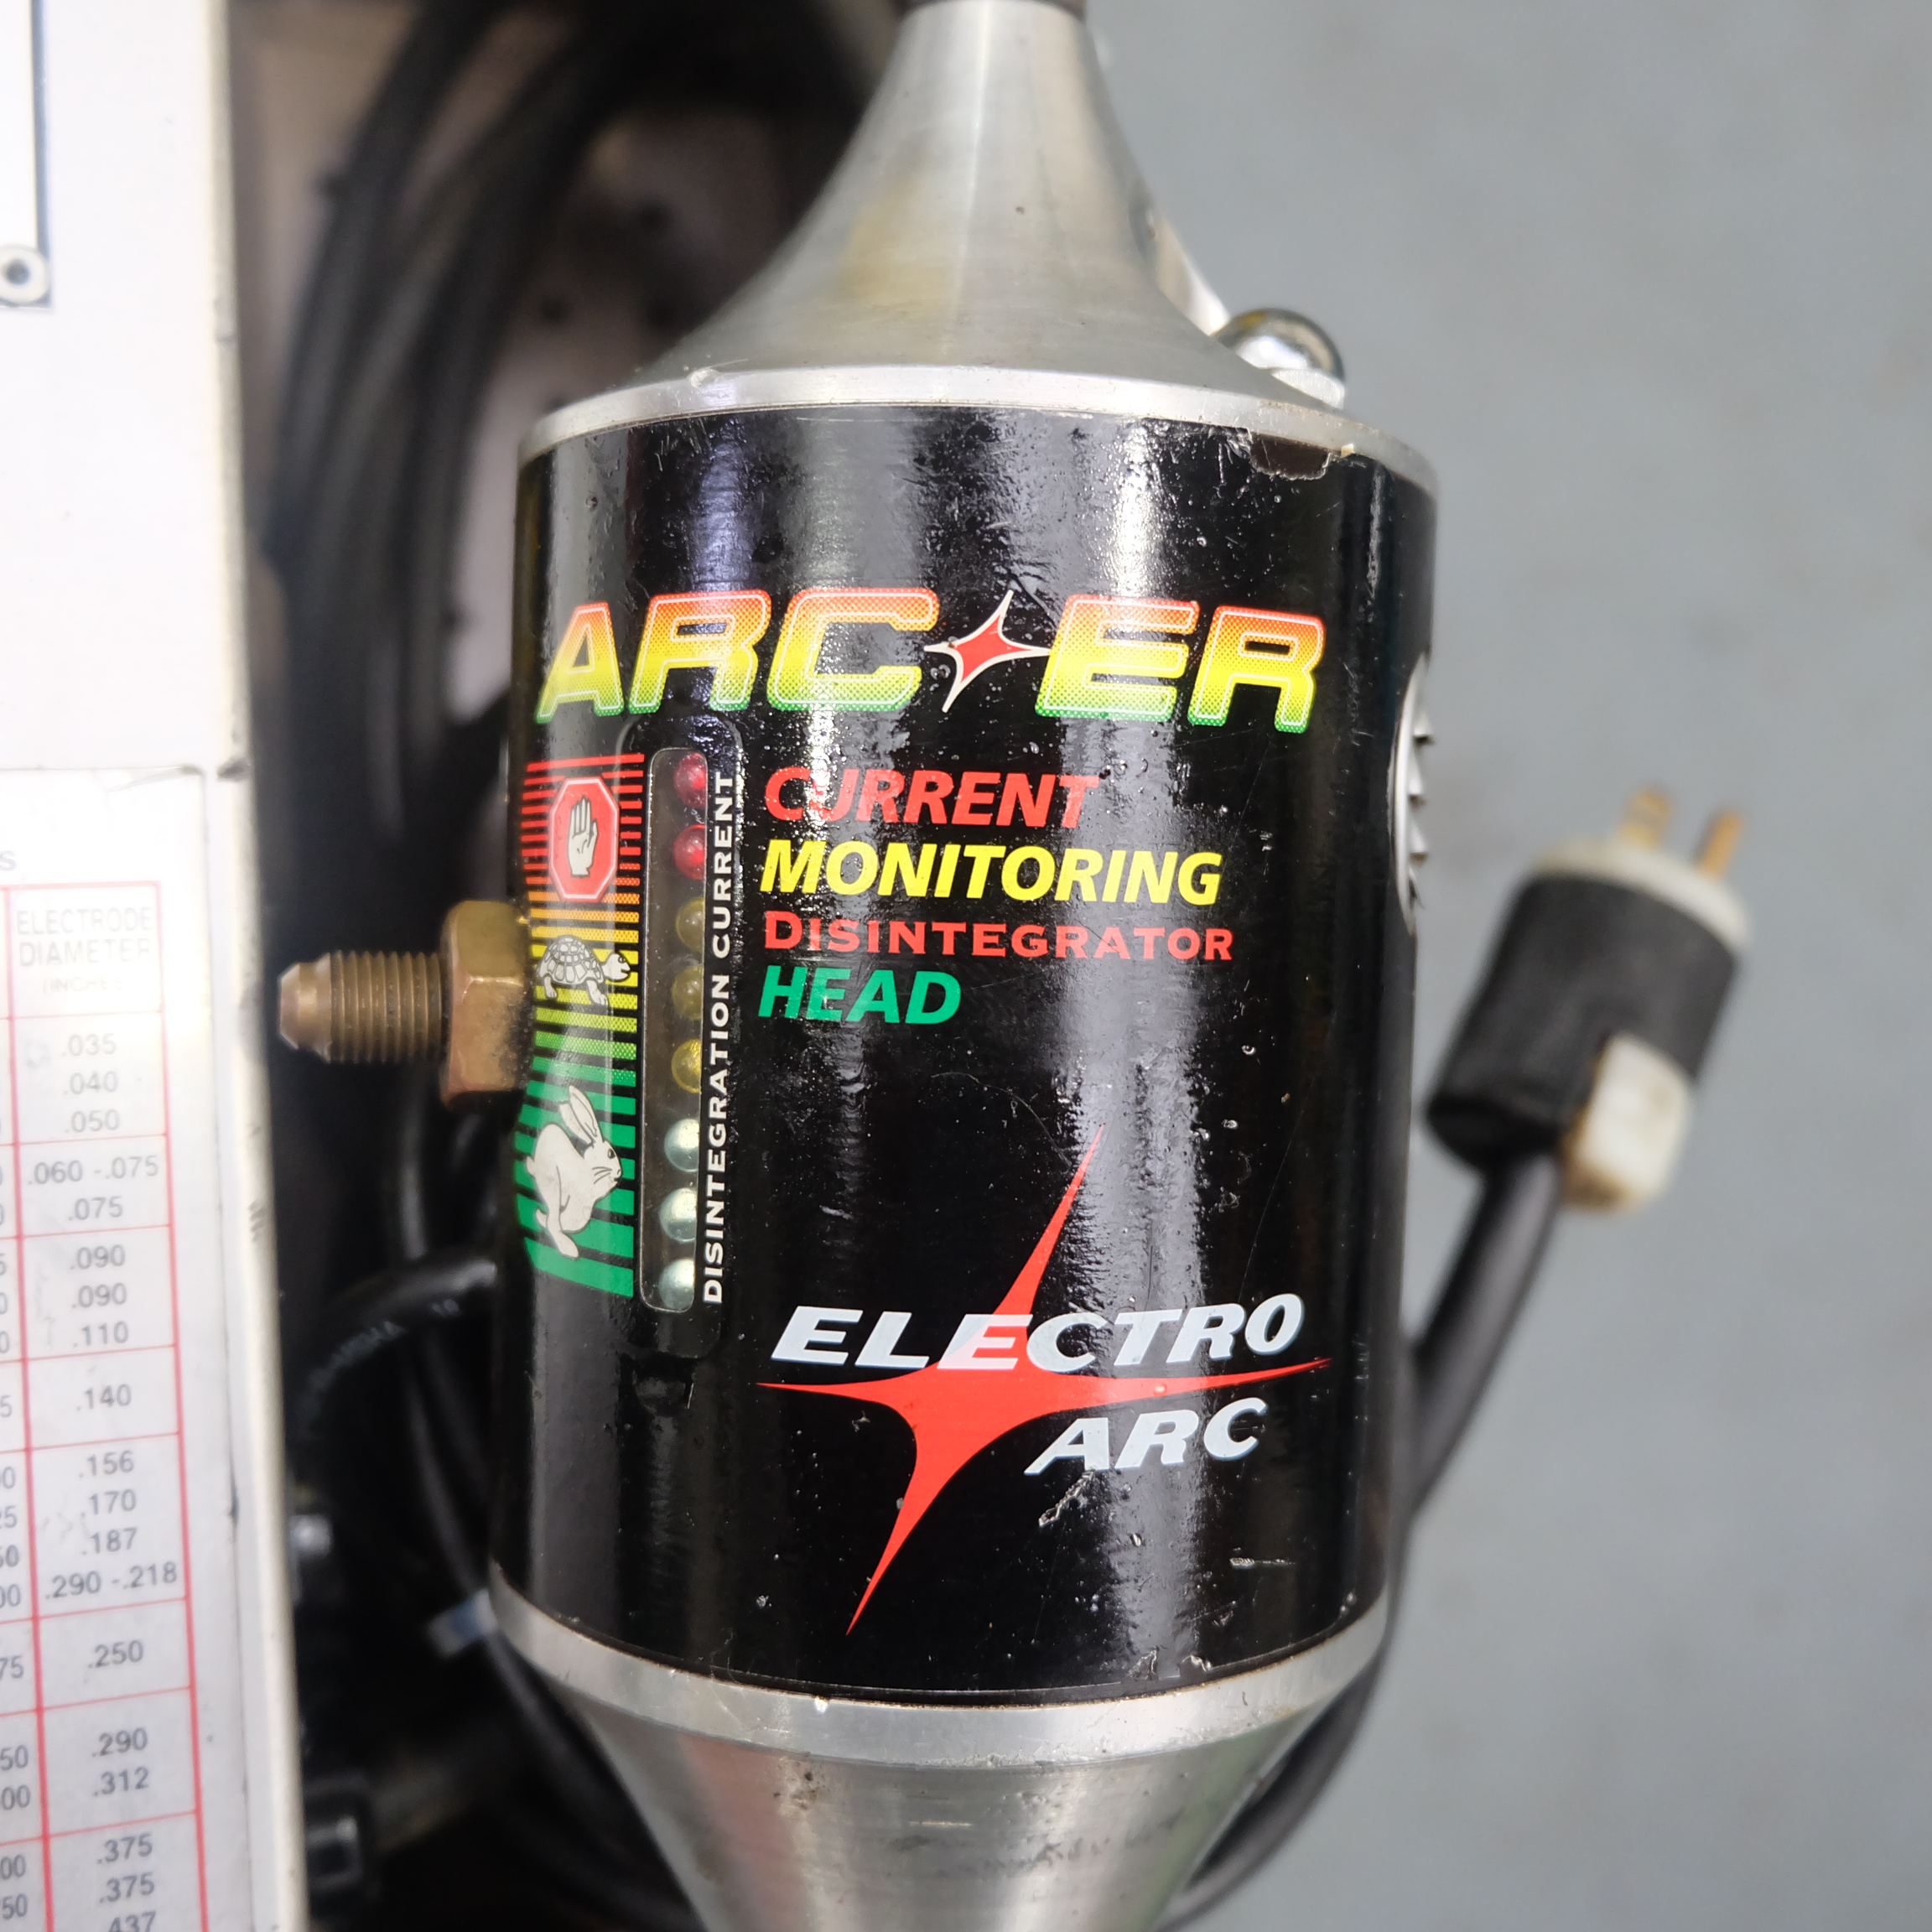 ARC ER
CURRENT
MONITORING
DISINTEGRATOR
HEAD
DISINTEGRATION CURRENT
ELECTRO
ARC
ELECTRODE
DIAMETER
.035
.040
.050
.060 -.075
.075
.090
.090
.110
.140
.156
.170
.187
.290 -.218
.250
.290
.312
.375
.375
.437